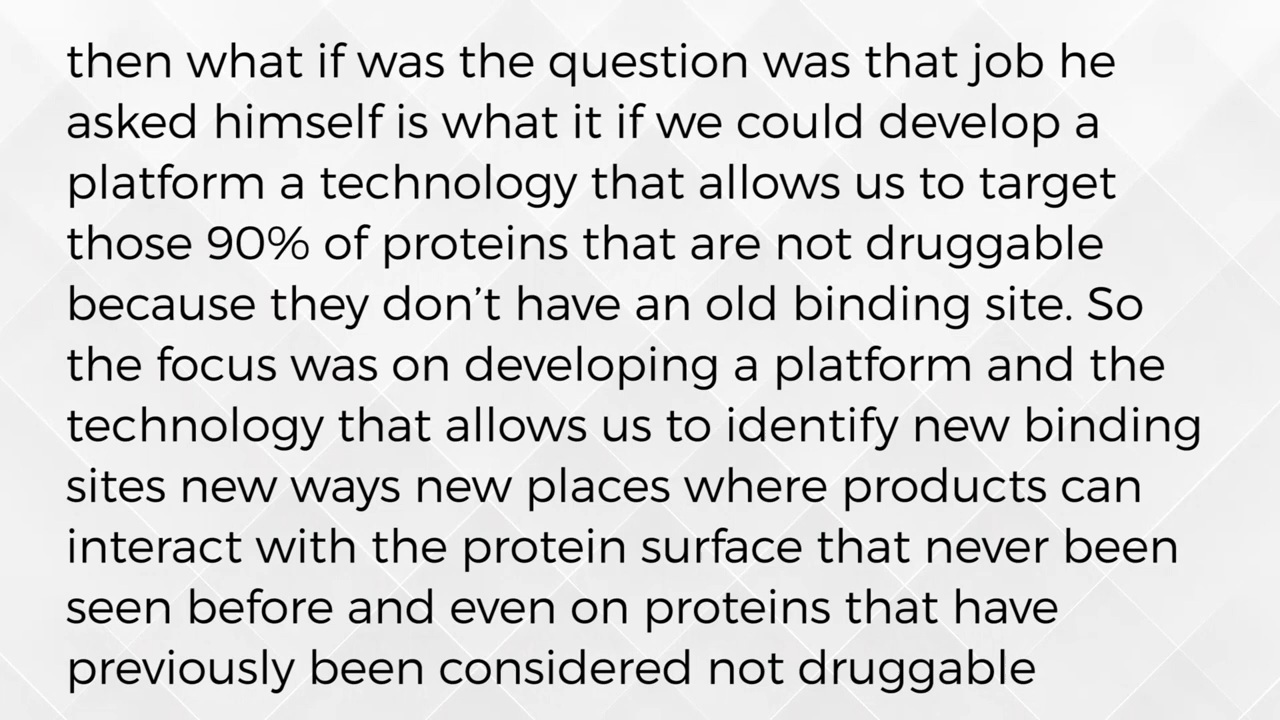 then what if was the question was that job he
asked himself is what it if we could develop a
platform a technology that allows us to target
those 90% of proteins that are not druggable
because they don’t have an old binding site. So
the focus was on developing a platform and the
technology that allows us to identify new binding
sites new ways new places where products can
interact with the protein surface that never been
seen before and even on proteins that have
previously been considered not druggable